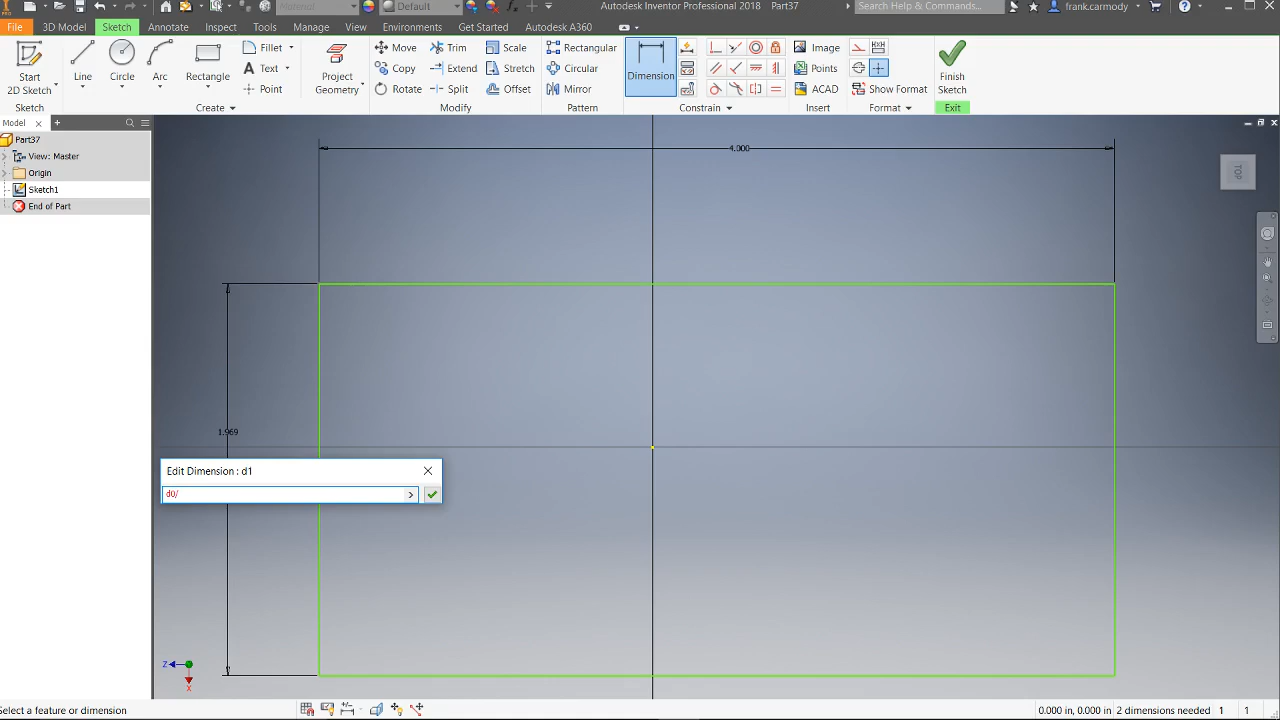 Material
Default
Autodesk Inventor Professional 2018 Part37
Search Help & Commands...
frank.carmody
File
3D Model
Sketch
Annotate
Inspect
Tools
Manage
View
Environments
Get Started
Autodesk A360
Start
2D Sketch
Line
Circle
Arc
Rectangle
Fillet
Text
Point
Project
Geometry
Move
Copy
Rotate
Trim
Extend
Split
Scale
Stretch
Offset
Rectangular
Circular
Mirror
Dimension
Image
Points
ACAD
Show Format
Finish
Sketch
Sketch
Create
Modify
Pattern
Constrain
Insert
Format
Exit
Model
Part37
View: Master
Origin
Sketch1
End of Part
4.000
TOP
1.969
Edit Dimension : d1
d0/
Z
X
Select a feature or dimension
0.000 in, 0.000 in
2 dimensions needed
1
1